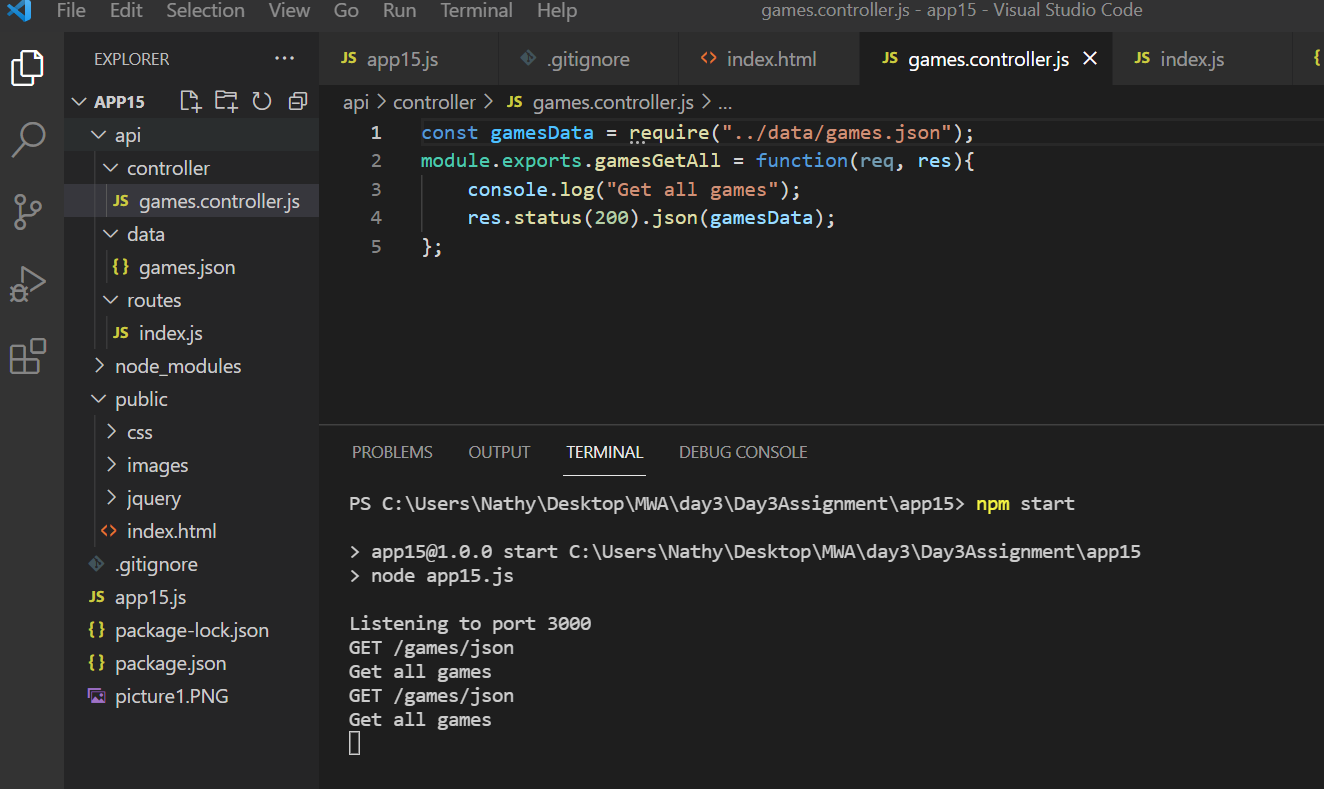 File Edit Selection View Go Run Terminal Help games.controller.js - app15 - Visual Studio Code
EXPLORER ...
APP15
api
controller
JS games.controller.js
data
{} games.json
routes
JS index.js
node_modules
public
css
images
jquery
<> index.html
.gitignore
JS app15.js
{} package-lock.json
{} package.json
picture1.PNG
JS app15.js .gitignore <> index.html JS games.controller.js JS index.js {
api > controller > JS games.controller.js > ...
1 const gamesData = require("../data/games.json");
2 module.exports.gamesGetAll = function(req, res){
3 console.log("Get all games");
4 res.status(200).json(gamesData);
5 };
PROBLEMS OUTPUT TERMINAL DEBUG CONSOLE
PS C:\Users\Nathy\Desktop\MWA\day3\Day3Assignment\app15> npm start
> app15@1.0.0 start C:\Users\Nathy\Desktop\MWA\day3\Day3Assignment\app15
> node app15.js
Listening to port 3000
GET /games/json
Get all games
GET /games/json
Get all games